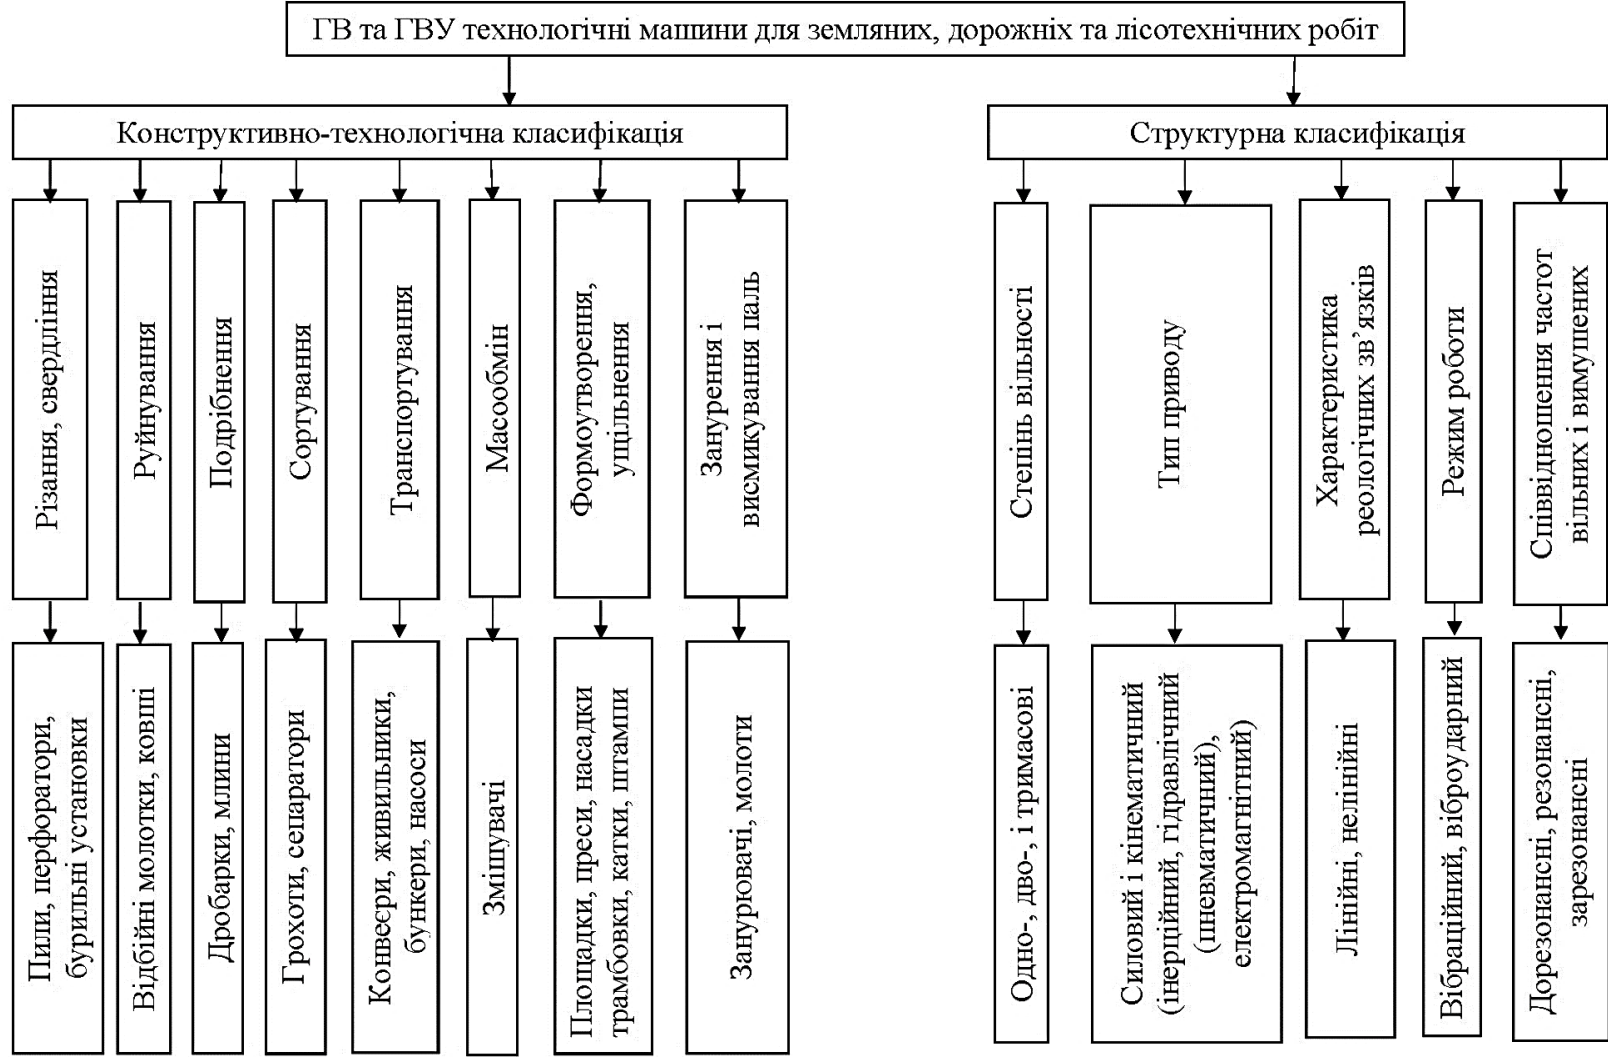 ГВ та ГВУ технологічні машини для земляних, дорожніх та лісотехнічних робіт
Конструктивно-технологічна класифікація
Структурна класифікація
Різання, свердління
Руйнування
Подрібнення
Сортування
Транспортування
Масообмін
Формоутворення,
ущільнення
Занурення і
висмикування паль
Степінь вільності
Тип приводу
Характеристика
реологічних зв’язків
Режим роботи
Співвідношення частот
вільних і вимушених
Пили, перфоратори,
бурильні установки
Відбійні молотки, ковші
Дробарки, млини
Грохоти, сепаратори
Конвеєри, живильники,
бункери, насоси
Змішувачі
Площадки, преси, насадки
трамбовки, катки, штампи
Занурювачі, молоти
Одно-, дво-, і тримасові
Силовий і кінематичний
(інерційний, гідравлічний
(пневматичний),
електромагнітний)
Лінійні, нелінійні
Вібраційний, віброударний
Дорезонансні, резонансні,
зарезонансні